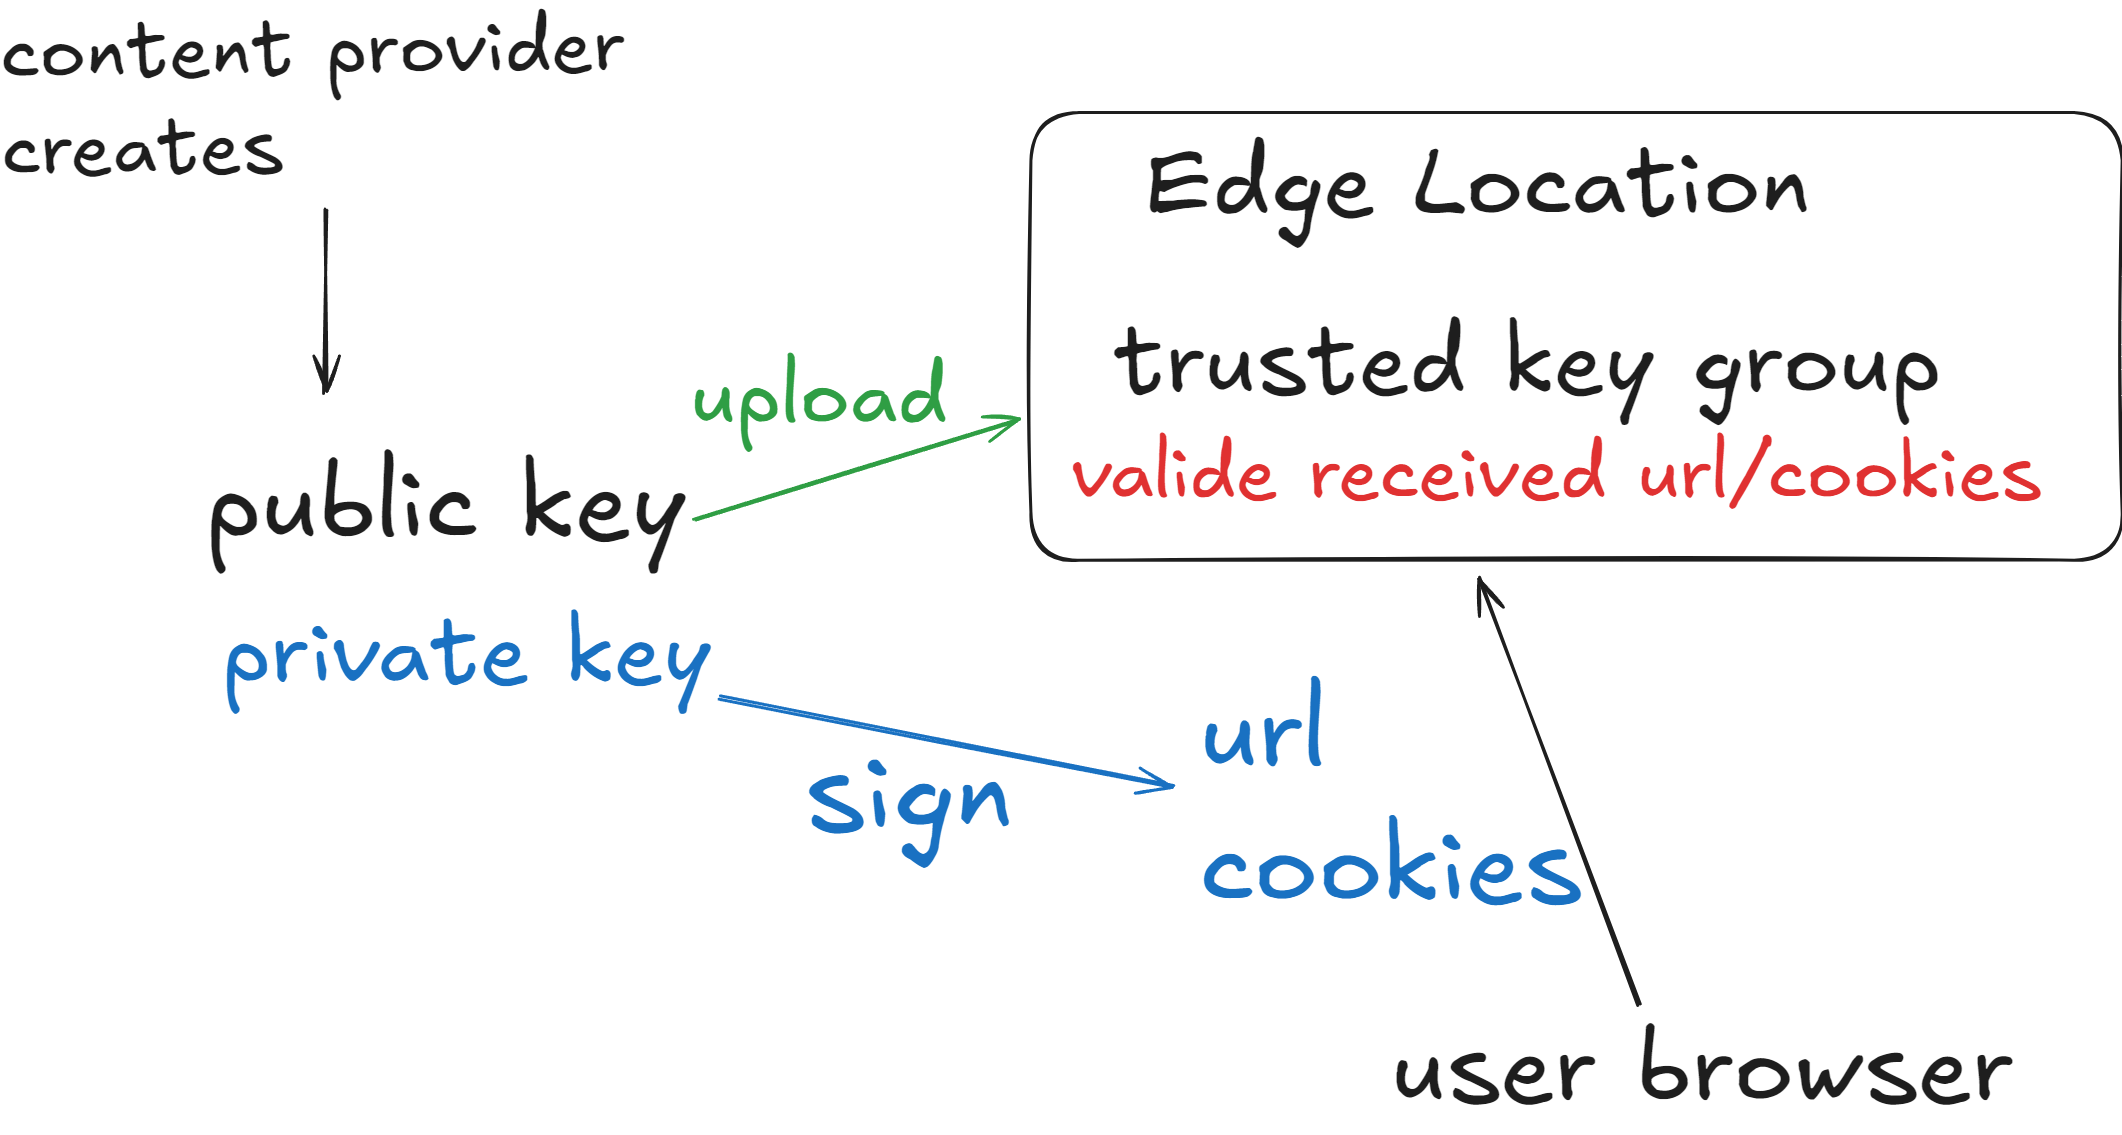 content provider
creates
Edge Location
trusted key group
valide received url/cookies
upload
public key
private key
sign
url
cookies
user browser